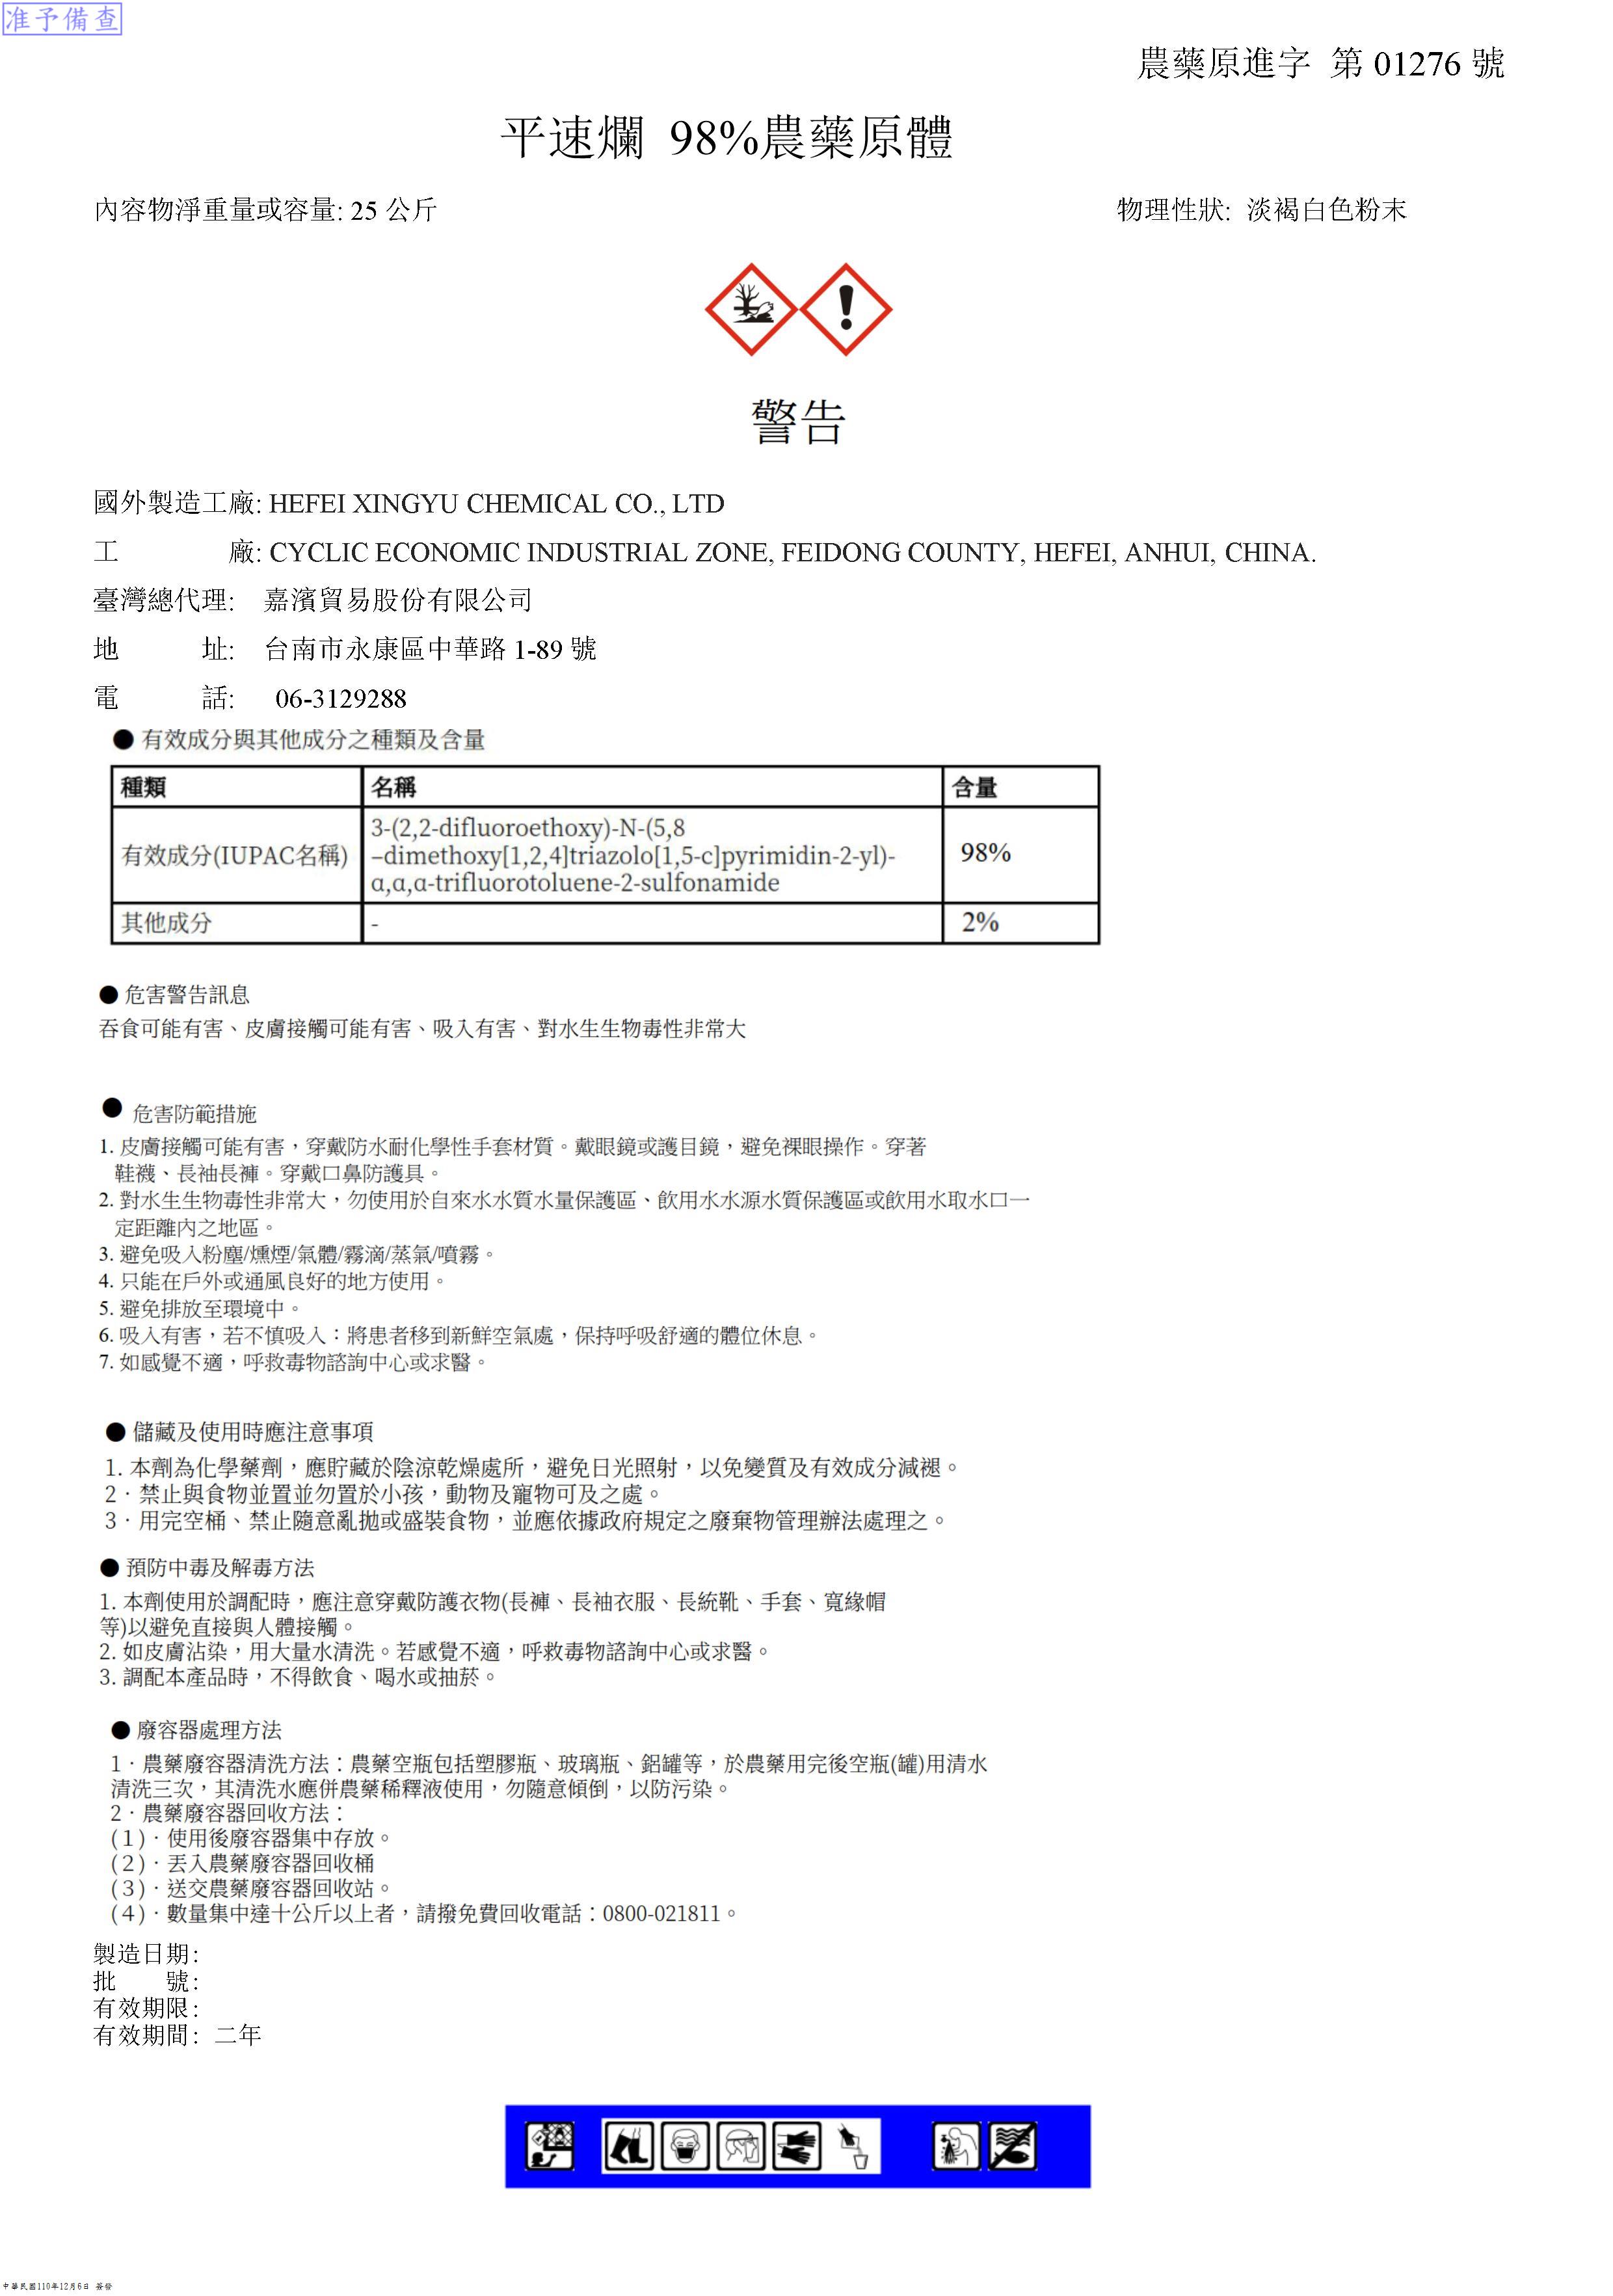 准予備查
農藥原進字 第 01276 號
平速爛 98%農藥原體
內容物淨重量或容量: 25 公斤 物理性狀: 淡褐白色粉末
警告
國外製造工廠: HEFEI XINGYU CHEMICAL CO., LTD
工 廠: CYCLIC ECONOMIC INDUSTRIAL ZONE, FEIDONG COUNTY, HEFEI, ANHUI, CHINA.
臺灣總代理: 嘉濱貿易股份有限公司
地 址: 台南市永康區中華路 1-89 號
電 話: 06-3129288
● 有效成分與其他成分之種類及含量
種類 名稱 含量
有效成分(IUPAC名稱) 3-(2,2-difluoroethoxy)-N-(5,8
–dimethoxy[1,2,4]triazolo[1,5-c]pyrimidin-2-yl)-
α,α,α-trifluorotoluene-2-sulfonamide 98%
其他成分 - 2%
● 危害警告訊息
吞食可能有害、皮膚接觸可能有害、吸入有害、對水生生物毒性非常大
● 危害防範措施
1. 皮膚接觸可能有害，穿戴防水耐化學性手套材質。戴眼鏡或護目鏡，避免裸眼操作。穿著
鞋襪、長袖長褲。穿戴口鼻防護具。
2. 對水生生物毒性非常大，勿使用於自來水水質水量保護區、飲用水水源水質保護區或飲用水取水口一
定距離內之地區。
3. 避免吸入粉塵/燻煙/氣體/霧滴/蒸氣/噴霧。
4. 只能在戶外或通風良好的地方使用。
5. 避免排放至環境中。
6. 吸入有害，若不慎吸入：將患者移到新鮮空氣處，保持呼吸舒適的體位休息。
7. 如感覺不適，呼救毒物諮詢中心或求醫。
● 儲藏及使用時應注意事項
1. 本劑為化學藥劑，應貯藏於陰涼乾燥處所，避免日光照射，以免變質及有效成分減褪。
2．禁止與食物並置並勿置於小孩，動物及寵物可及之處。
3．用完空桶、禁止隨意亂拋或盛裝食物，並應依據政府規定之廢棄物管理辦法處理之。
● 預防中毒及解毒方法
1. 本劑使用於調配時，應注意穿戴防護衣物(長褲、長袖衣服、長統靴、手套、寬緣帽
等)以避免直接與人體接觸。
2. 如皮膚沾染，用大量水清洗。若感覺不適，呼救毒物諮詢中心或求醫。
3. 調配本產品時，不得飲食、喝水或抽菸。
● 廢容器處理方法
1．農藥廢容器清洗方法：農藥空瓶包括塑膠瓶、玻璃瓶、鋁罐等，於農藥用完後空瓶(罐)用清水
清洗三次，其清洗水應併農藥稀釋液使用，勿隨意傾倒，以防污染。
2．農藥廢容器回收方法：
(1)．使用後廢容器集中存放。
(2)．丟入農藥廢容器回收桶
(3)．送交農藥廢容器回收站。
(4)．數量集中達十公斤以上者，請撥免費回收電話：0800-021811。
製造日期:
批 號:
有效期限:
有效期間: 二年
中華民國110年12月6日 簽發